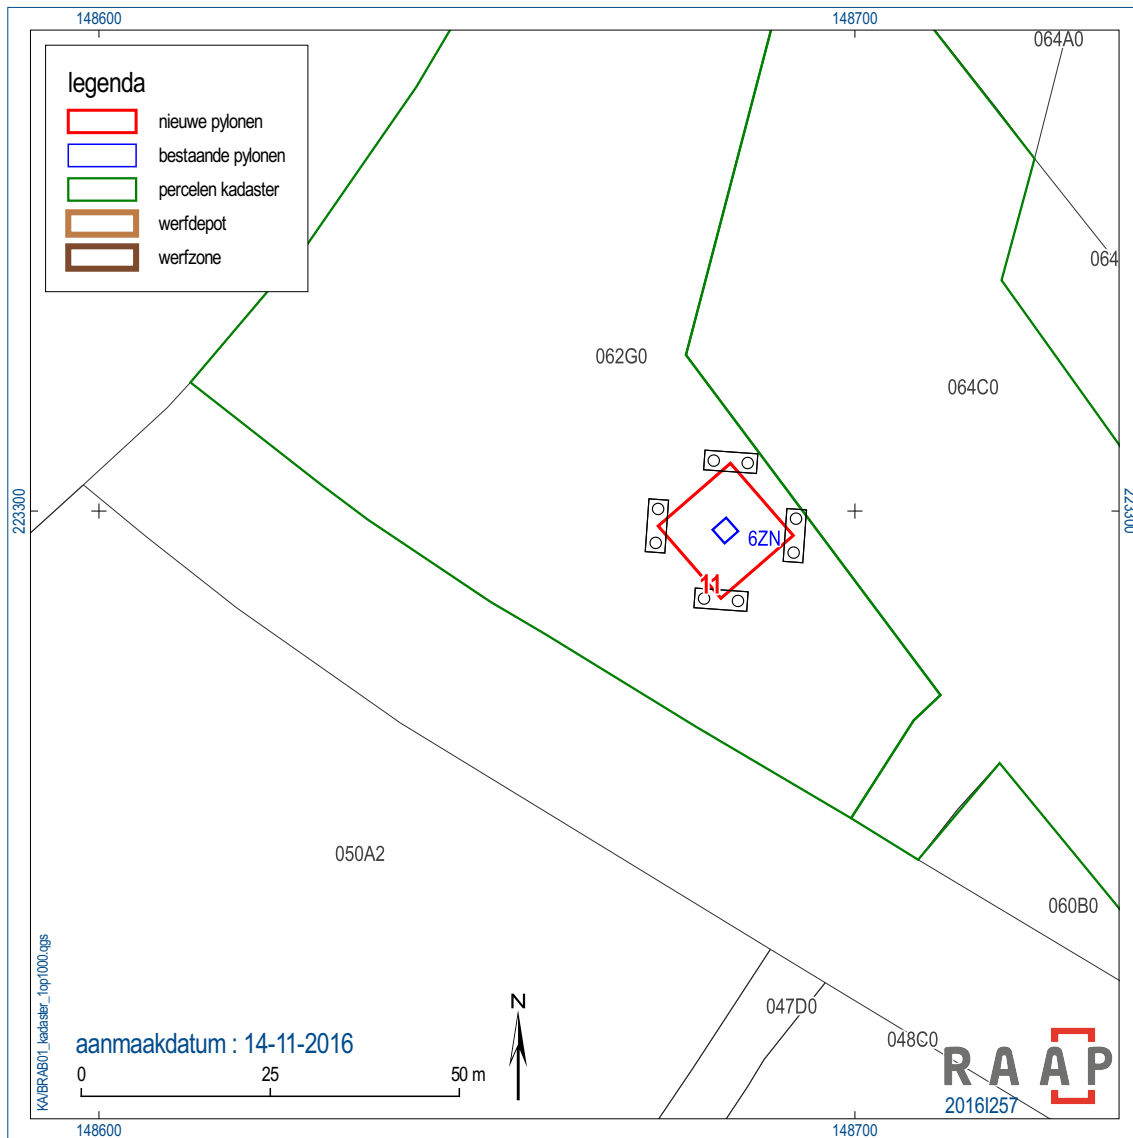 148600
148700
064A0
legenda
nieuwe pylonen
bestaande pylonen
percelen kadaster
werfdepot
werfzone
064
062G0
064C0
223300
223300
6ZN
11
050A2
060B0
KA/BRAB01_kadaster_1op1000.qgs
N
047D0
048C0
aanmaakdatum : 14-11-2016
0 25 50 m
RAAP
2016I257
148600
148700